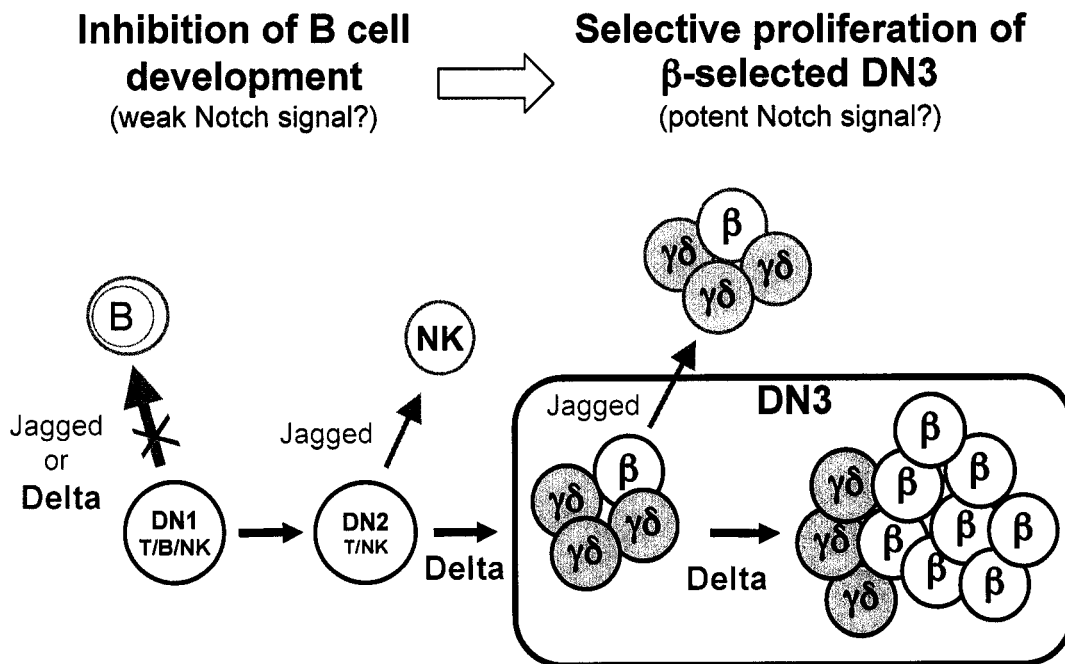 Inhibition of B cell
development
(weak Notch signal?)
Selective proliferation of
β-selected DN3
(potent Notch signal?)
β
γδ
γδ
γδ
B
NK
Jagged
or
Delta
Jagged
Jagged
DN3
DN1
T/B/NK
DN2
T/NK
Delta
β
γδ
γδ
γδ
Delta
β
β
β
γδ
β
γδ
β
β
β
β
γδ